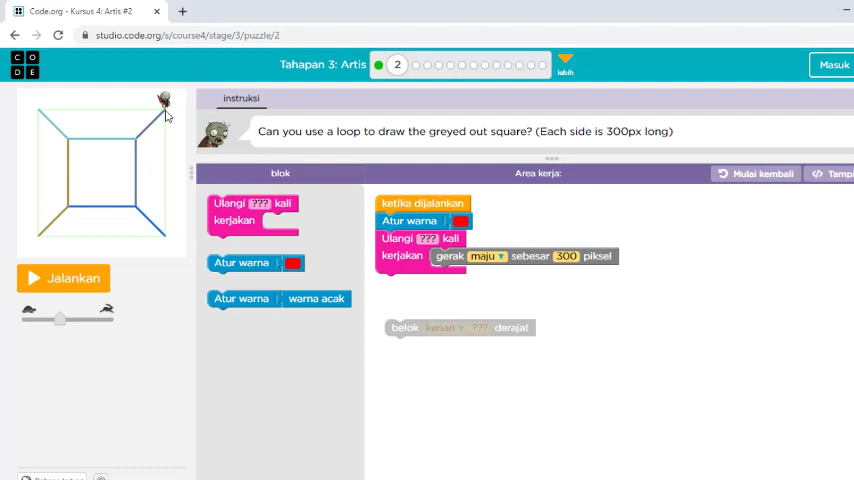 Code.org - Kursus 4: Artis #2
studio.code.org/s/course4/stage/3/puzzle/2
C O
D E
Tahapan 3: Artis
2
lebih
Masuk
instruksi
Can you use a loop to draw the greyed out square? (Each side is 300px long)
blok
Area kerja:
Mulai kembali
</> Tampi
Ulangi ??? kali
kerjakan
Atur warna
Atur warna warna acak
ketika dijalankan
Atur warna
Ulangi ??? kali
kerjakan gerak maju sebesar 300 piksel
belok kanan ??? derajat
Jalankan